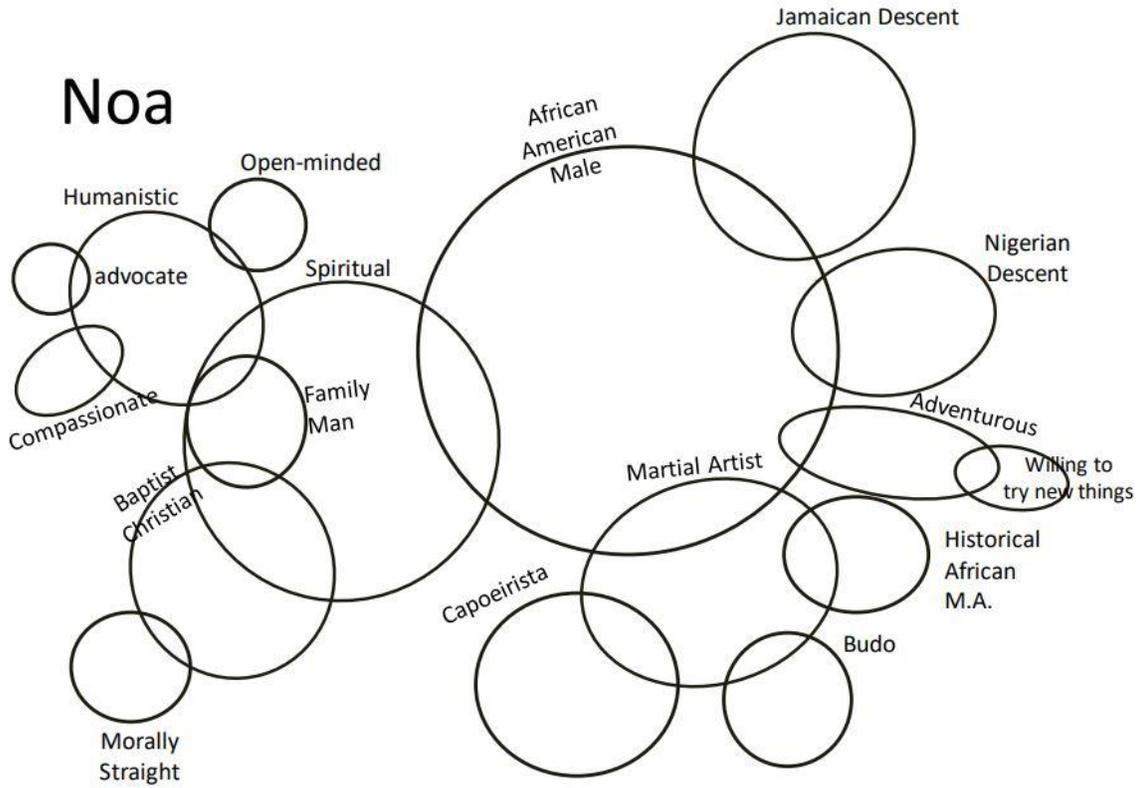 Jamaican Descent
Noa
African
American
Male
Open-minded
Humanistic
advocate
Spiritual
Nigerian
Descent
Compassionate
Family
Man
Adventurous
Willing to
try new things
Martial Artist
Baptist
Christian
Historical
African
M.A.
Capoeirista
Budo
Morally
Straight